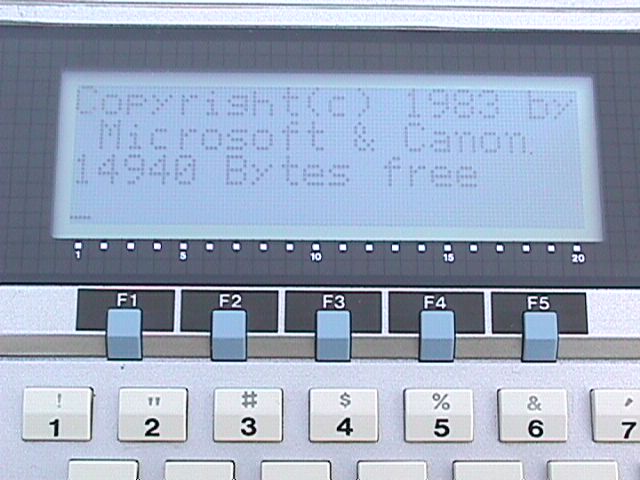 Copyright(c) 1983 by
Microsoft & Canon.
14940 Bytes free
_
1 5 10 15 20
F1 F2 F3 F4 F5
! " # $ % & '
1 2 3 4 5 6 7